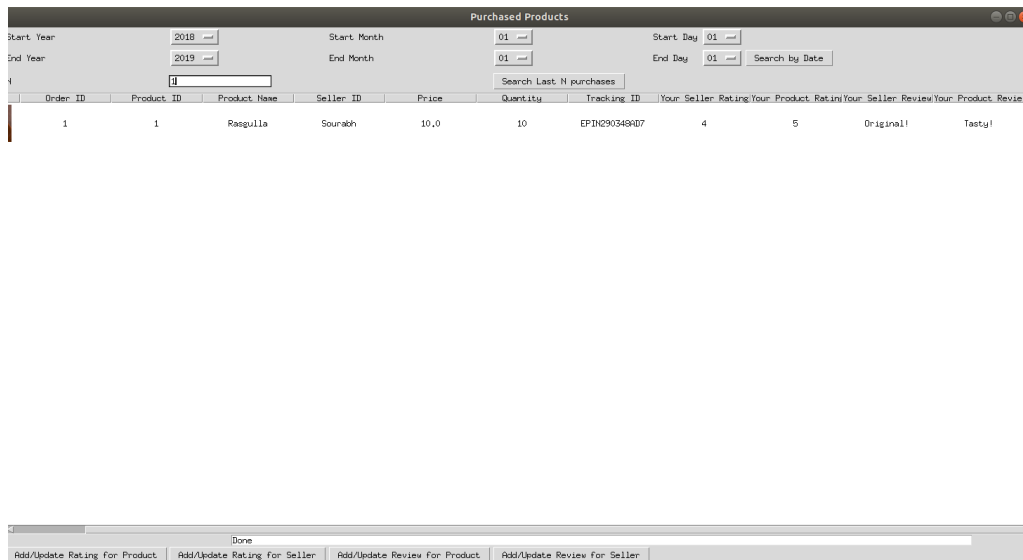 Purchased Products
Start Year 2018 Start Month 01 Start Day 01
End Year 2019 End Month 01 End Day 01 Search by Date
N 1 Search Last N purchases
Order ID Product ID Product Name Seller ID Price Quantity Tracking ID Your Seller Rating Your Product Ratin Your Seller Review Your Product Revie
1 1 Rasgulla Sourabh 10.0 10 EPIN290348AD7 4 5 Original! Tasty!
Done
Add/Update Rating for Product Add/Update Rating for Seller Add/Update Review for Product Add/Update Review for Seller